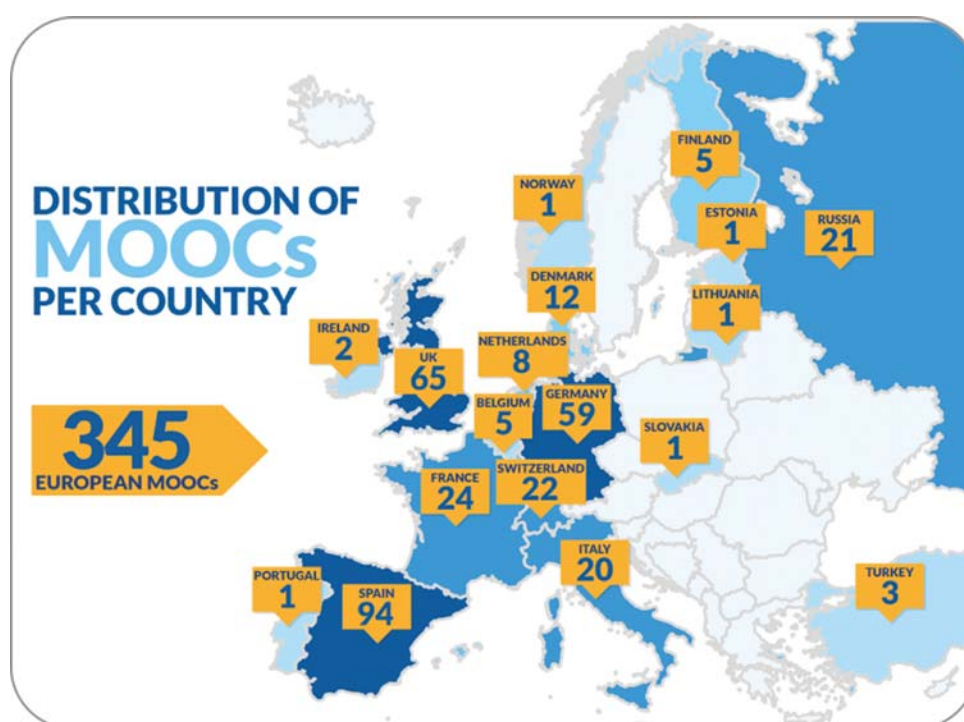 DISTRIBUTION OF
MOOCs
PER COUNTRY
345
EUROPEAN MOOCs
FINLAND
5
NORWAY
1
ESTONIA
1
RUSSIA
21
DENMARK
12
LITHUANIA
1
IRELAND
2
UK
65
NETHERLANDS
8
BELGIUM
5
GERMANY
59
SLOVAKIA
1
FRANCE
24
SWITZERLAND
22
ITALY
20
TURKEY
3
PORTUGAL
1
SPAIN
94